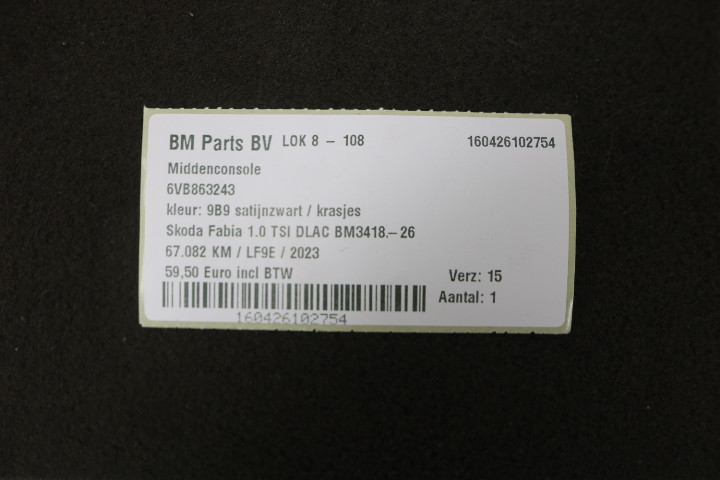 BM Parts BV LOK 8 - 108 160426102754
Middenconsole
6VB863243
kleur: 9B9 satijnzwart / krasjes
Skoda Fabia 1.0 TSI DLAC BM3418.-26
67.082 KM / LF9E / 2023
59,50 Euro incl BTW Verz: 15
Aantal: 1
160426102754